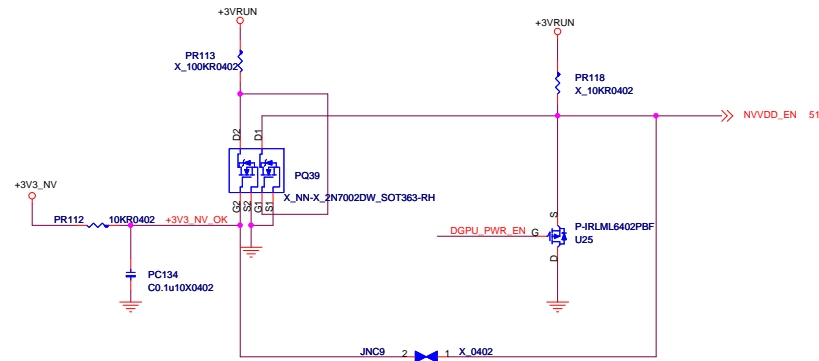 +3VRUN
+3VRUN
PR113
X_100KR0402
PR118
X_10KR0402
NVVDD_EN 51
D2
D1
PQ39
X_NN-X_2N7002DW_SOT363-RH
+3V3_NV
G2
S2
G1
S1
PR112 10KR0402 +3V3_NV_OK
S
P-IRLML6402PBF
DGPU_PWR_EN G
U25
D
PC134
C0.1u10X0402
JNC9 2 1 X_0402